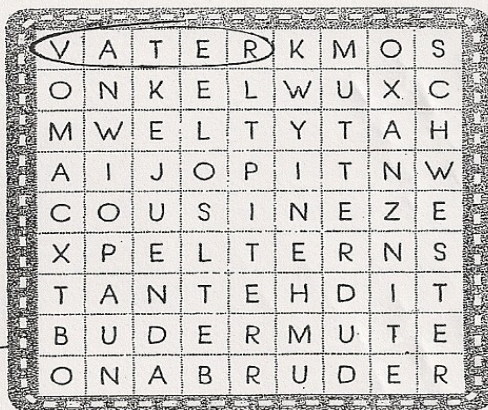 V A T E R K M O S
O N K E L W U X C
M W E L T Y T A H
A I J O P I T N W
C O U S I N E Z E
X P E L T E R N S
T A N T E H D I T
B U D E R M U T E
O N A B R U D E R